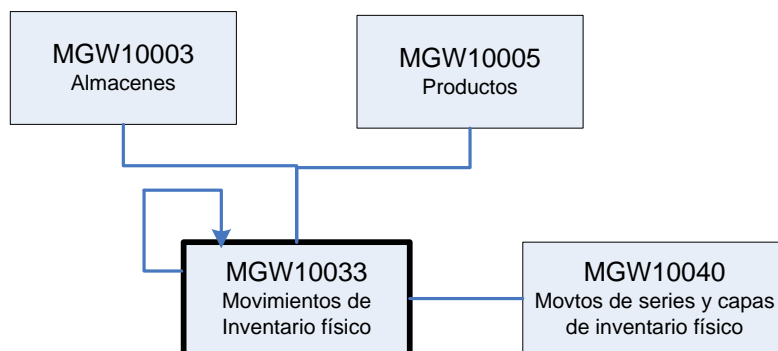 MGW10003
Almacenes
MGW10005
Productos
MGW10033
Movimientos de
Inventario físico
MGW10040
Movtos de series y capas
de inventario físico